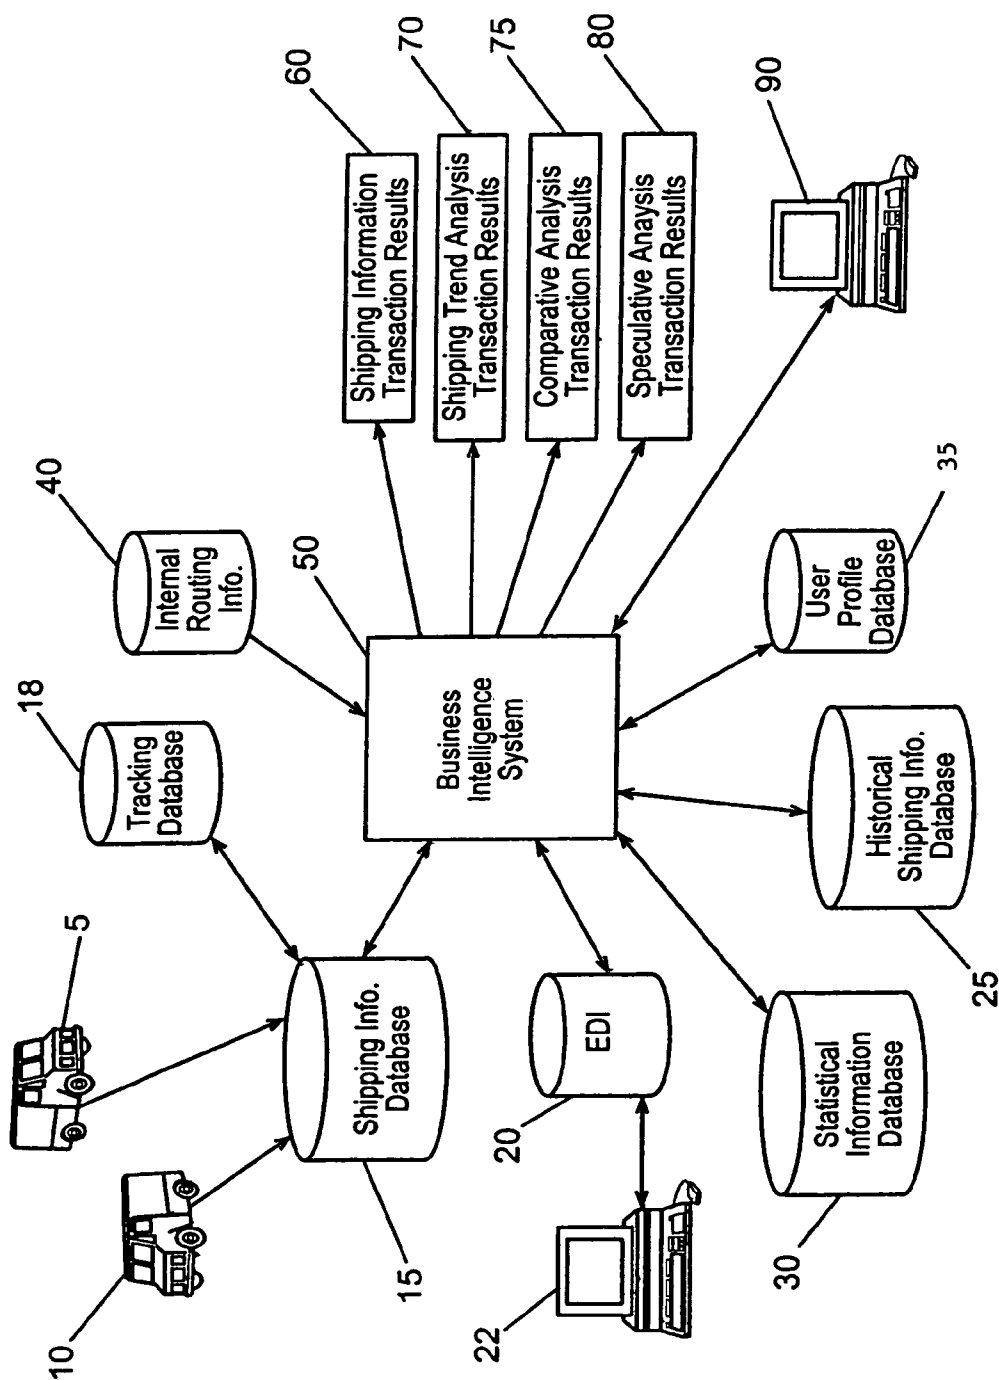 10
5
18
40
60
70
75
80
90
Tracking
Database
Internal
Routing
Info.
50
Shipping Information
Transaction Results
Shipping Trend Analysis
Transaction Results
Comparative Analysis
Transaction Results
Speculative Anaysis
Transaction Results
Shipping Info.
Database
15
Business
Intelligence
System
EDI
20
22
Statistical
Information
Database
30
Historical
Shipping Info.
Database
25
User
Profile
Database
35